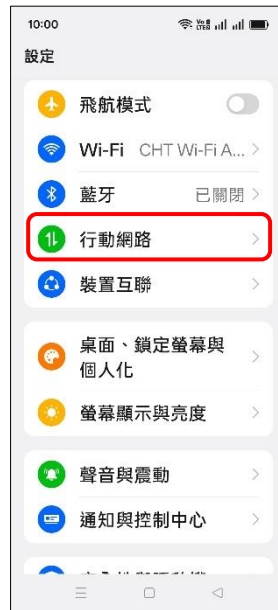 10:00
設定
飛航模式
Wi-Fi CHT Wi-Fi A...
藍牙 已關閉
行動網路
裝置互聯
桌面、鎖定螢幕與
個人化
螢幕顯示與亮度
聲音與震動
通知與控制中心